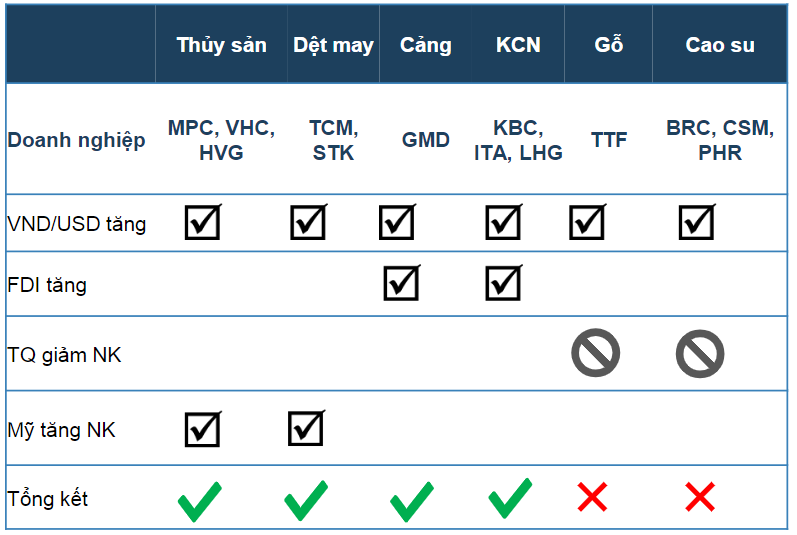 Thủy sản Dệt may Cảng KCN Gỗ Cao su
Doanh nghiệp
MPC, VHC,
HVG
TCM,
STK
GMD
KBC,
ITA, LHG
TTF
BRC, CSM,
PHR
VND/USD tăng
FDI tăng
TQ giảm NK
Mỹ tăng NK
Tổng kết